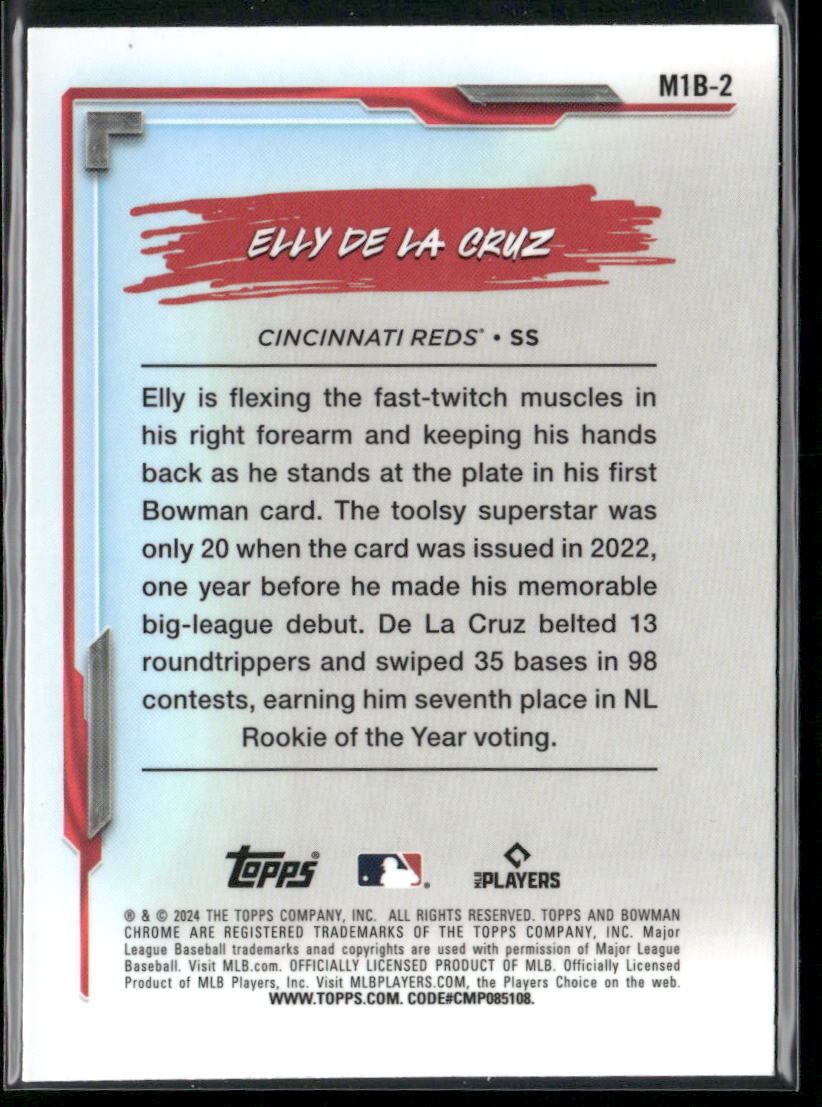 M1B-2
ELLY DE LA CRUZ
CINCINNATI REDS® • SS
Elly is flexing the fast-twitch muscles in
his right forearm and keeping his hands
back as he stands at the plate in his first
Bowman card. The toolsy superstar was
only 20 when the card was issued in 2022,
one year before he made his memorable
big-league debut. De La Cruz belted 13
roundtrippers and swiped 35 bases in 98
contests, earning him seventh place in NL
Rookie of the Year voting.
Topps®
MLB PLAYERS
® & © 2024 THE TOPPS COMPANY, INC. ALL RIGHTS RESERVED. TOPPS AND BOWMAN
CHROME ARE REGISTERED TRADEMARKS OF THE TOPPS COMPANY, INC. Major
League Baseball trademarks anad copyrights are used with permission of Major League
Baseball. Visit MLB.com. OFFICIALLY LICENSED PRODUCT OF MLB. Officially Licensed
Product of MLB Players, Inc. Visit MLBPLAYERS.COM, the Players Choice on the web.
WWW.TOPPS.COM. CODE#CMP085108.